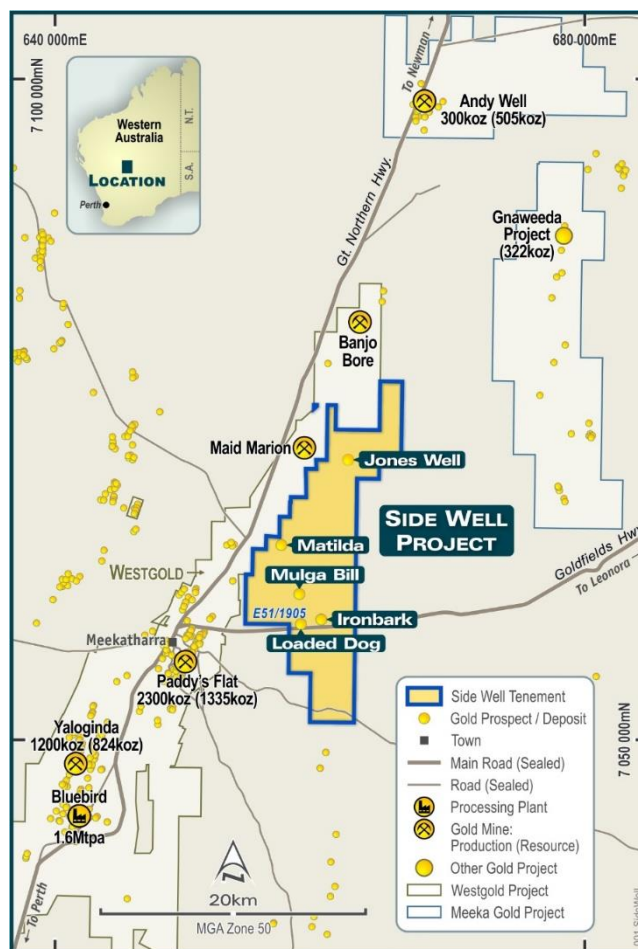 640 000mE
680 000mE
To Newman
7 100 000mN
Western
Australia
N.T.
S.A.
LOCATION
Perth
Andy Well
300koz (505koz)
Gt. Northern Hwy.
Gnaweeda
Project
(322koz)
Banjo
Bore
Maid Marion
Jones Well
SIDE WELL
PROJECT
Matilda
WESTGOLD
Mulga Bill
Goldfields Hwy
To Leonora
E51/1905
Ironbark
Meekatharra
Loaded Dog
Paddy's Flat
2300koz (1335koz)
Yaloginda
1200koz (824koz)
7 050 000mN
Bluebird
1.6Mtpa
To Perth
20km
MGA Zone 50
Side Well Tenement
Gold Prospect / Deposit
Town
Main Road (Sealed)
Road (Sealed)
Processing Plant
Gold Mine:
Production (Resource)
Other Gold Project
Westgold Project
Meeka Gold Project